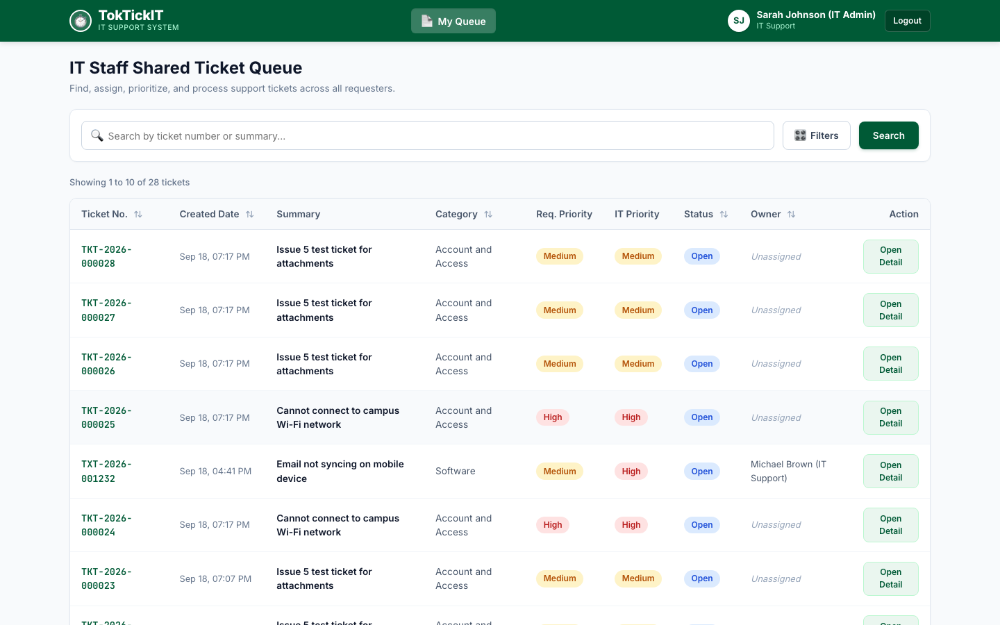 TokTickIT
IT SUPPORT SYSTEM
My Queue
SJ
Sarah Johnson (IT Admin)
IT Support
Logout
IT Staff Shared Ticket Queue
Find, assign, prioritize, and process support tickets across all requesters.
Search by ticket number or summary...
Filters
Search
Showing 1 to 10 of 28 tickets
Ticket No. Created Date Summary Category Req. Priority IT Priority Status Owner Action
TKT-2026-
000028
Sep 18, 07:17 PM
Issue 5 test ticket for
attachments
Account and
Access
Medium
Medium
Open
Unassigned
Open
Detail
TKT-2026-
000027
Sep 18, 07:17 PM
Issue 5 test ticket for
attachments
Account and
Access
Medium
Medium
Open
Unassigned
Open
Detail
TKT-2026-
000026
Sep 18, 07:17 PM
Issue 5 test ticket for
attachments
Account and
Access
Medium
Medium
Open
Unassigned
Open
Detail
TKT-2026-
000025
Sep 18, 07:17 PM
Cannot connect to campus
Wi-Fi network
Account and
Access
High
High
Open
Unassigned
Open
Detail
TXT-2026-
001232
Sep 18, 04:41 PM
Email not syncing on mobile
device
Software
Medium
High
Open
Michael Brown (IT
Support)
Open
Detail
TKT-2026-
000024
Sep 18, 07:17 PM
Cannot connect to campus
Wi-Fi network
Account and
Access
High
High
Open
Unassigned
Open
Detail
TKT-2026-
000023
Sep 18, 07:07 PM
Issue 5 test ticket for
attachments
Account and
Access
Medium
Medium
Open
Unassigned
Open
Detail
TKT-2026-
Issue 5 test ticket for
Account and
Open